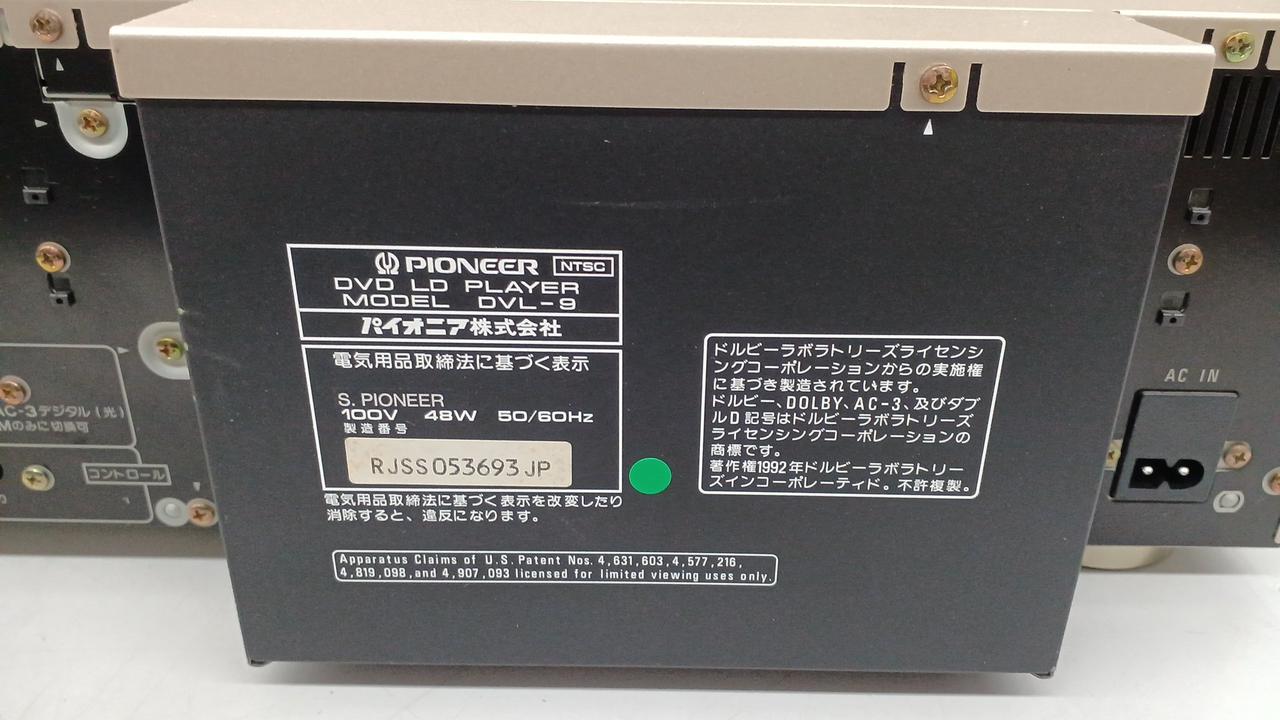 PIONEER NTSC
DVD LD PLAYER
MODEL DVL-9
パイオニア株式会社
電気用品取締法に基づく表示
S. PIONEER
100V 48W 50/60Hz
製造番号
RJSS053693JP
電気用品取締法に基づく表示を改変したり
消除すると、違反になります。
Apparatus Claims of U.S. Patent Nos. 4,631,603, 4,577,216,
4,819,098, and 4,907,093 licensed for limited viewing uses only.
ドルビーラボラトリーズライセンシ
ングコーポレーションからの実施権
に基づき製造されています。
ドルビー、DOLBY、AC-3、及びダブ
ルD記号はドルビーラボラトリーズ
ライセンシングコーポレーションの
商標です。
著作権1992年ドルビーラボラトリー
ズインコーポレーティド。不許複製。
AC IN
AC-3デジタル(光)
Mのみに切換可
コントロール